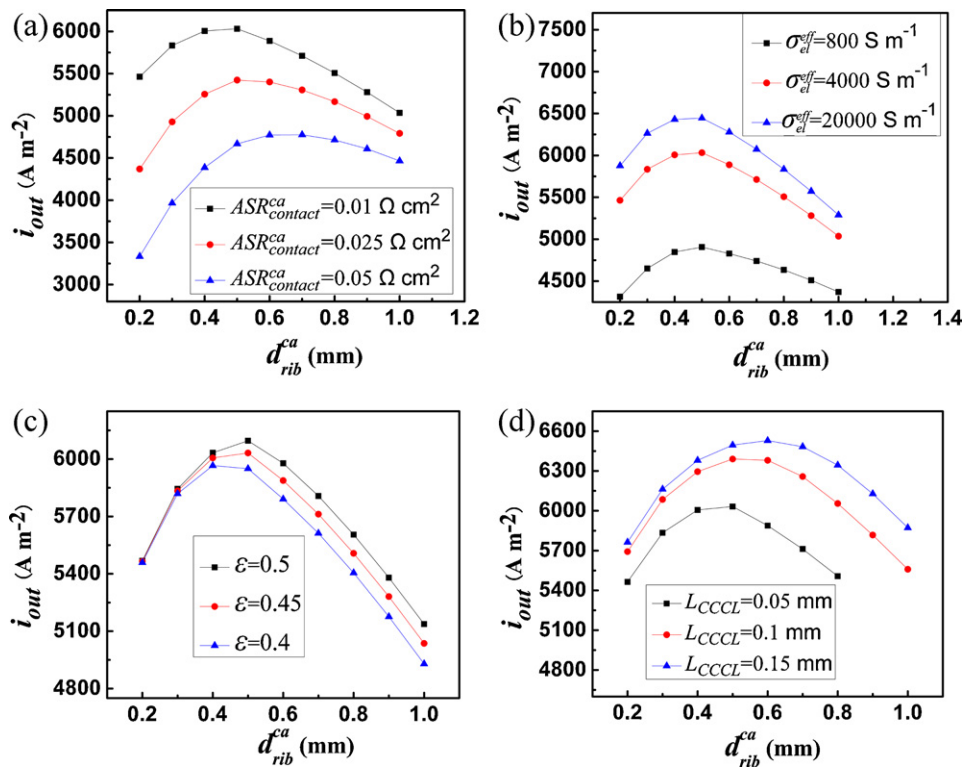 (a)
6000
5500
5000
4500
4000
3500
3000
i_out (A m⁻²)
ASR^ca_contact=0.01 Ω cm²
ASR^ca_contact=0.025 Ω cm²
ASR^ca_contact=0.05 Ω cm²
0.2 0.4 0.6 0.8 1.0 1.2
d^ca_rib (mm)
(b)
7500
7000
6500
6000
5500
5000
4500
i_out (A m⁻²)
σ^eff_el=800 S m⁻¹
σ^eff_el=4000 S m⁻¹
σ^eff_el=20000 S m⁻¹
0.2 0.4 0.6 0.8 1.0 1.2 1.4
d^ca_rib (mm)
(c)
6000
5700
5400
5100
4800
i_out (A m⁻²)
ε=0.5
ε=0.45
ε=0.4
0.2 0.4 0.6 0.8 1.0
d^ca_rib (mm)
(d)
6600
6300
6000
5700
5400
5100
4800
i_out (A m⁻²)
L_CCCL=0.05 mm
L_CCCL=0.1 mm
L_CCCL=0.15 mm
0.2 0.4 0.6 0.8 1.0
d^ca_rib (mm)